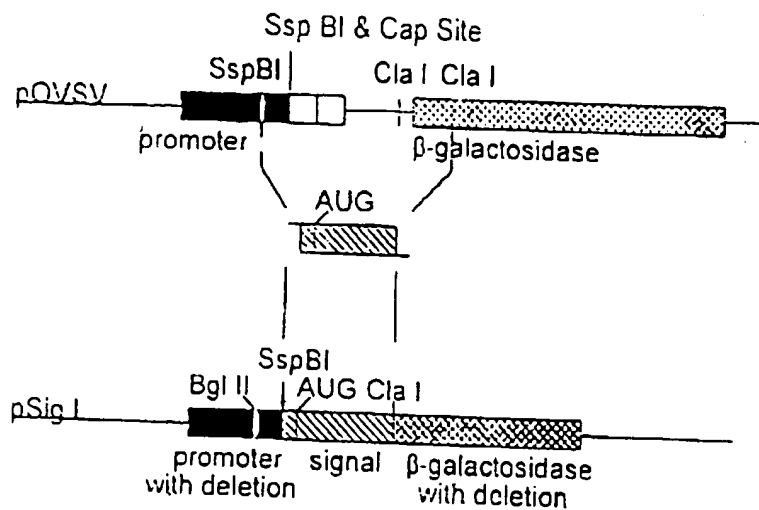 Ssp BI & Cap Site
SspBI
Cla I Cla I
pOVSV
promoter
β-galactosidase
AUG
SspBI
Bgl II
AUG Cla I
pSig I
promoter
with deletion
signal
β-galactosidase
with deletion